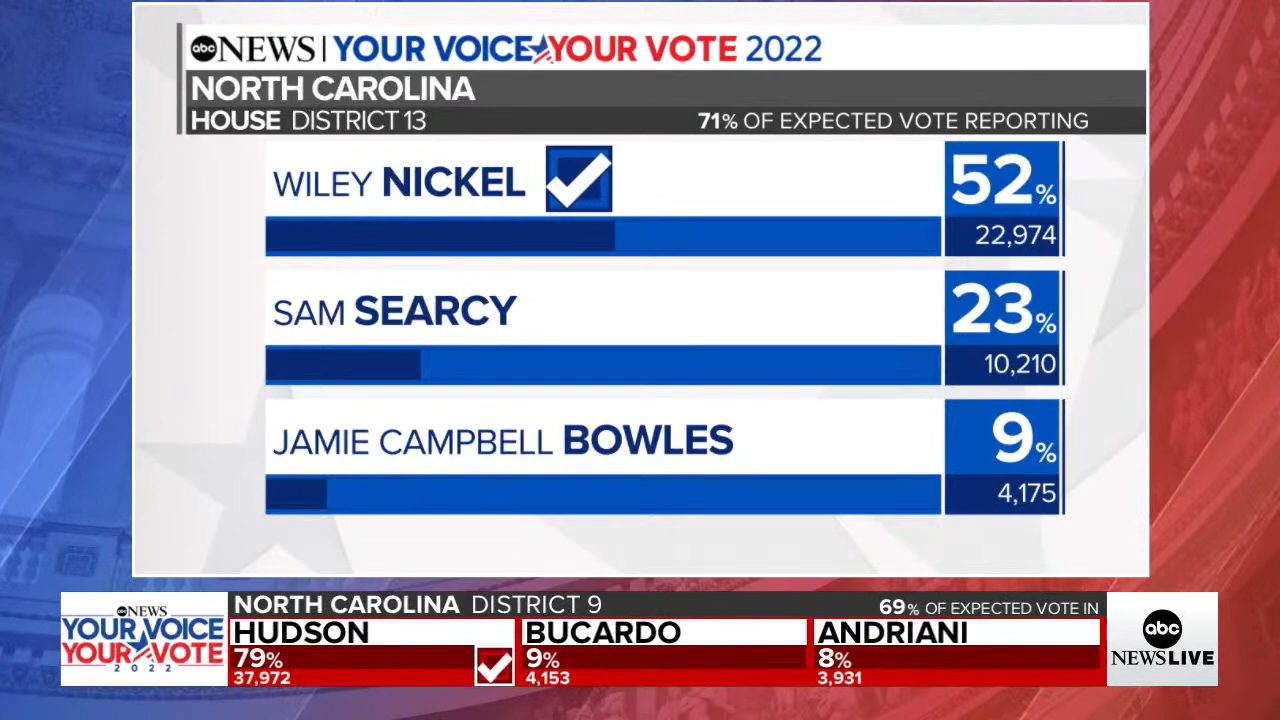 abc NEWS | YOUR VOICE YOUR VOTE 2022
NORTH CAROLINA
HOUSE DISTRICT 13 71% OF EXPECTED VOTE REPORTING
WILEY NICKEL 52%
22,974
SAM SEARCY 23%
10,210
JAMIE CAMPBELL BOWLES 9%
4,175
abc NEWS
YOUR VOICE
YOUR VOTE
2022
NORTH CAROLINA DISTRICT 9 69% OF EXPECTED VOTE IN
HUDSON BUCARDO ANDRIANI
79% 9% 8%
37,972 4,153 3,931
abc
NEWS LIVE